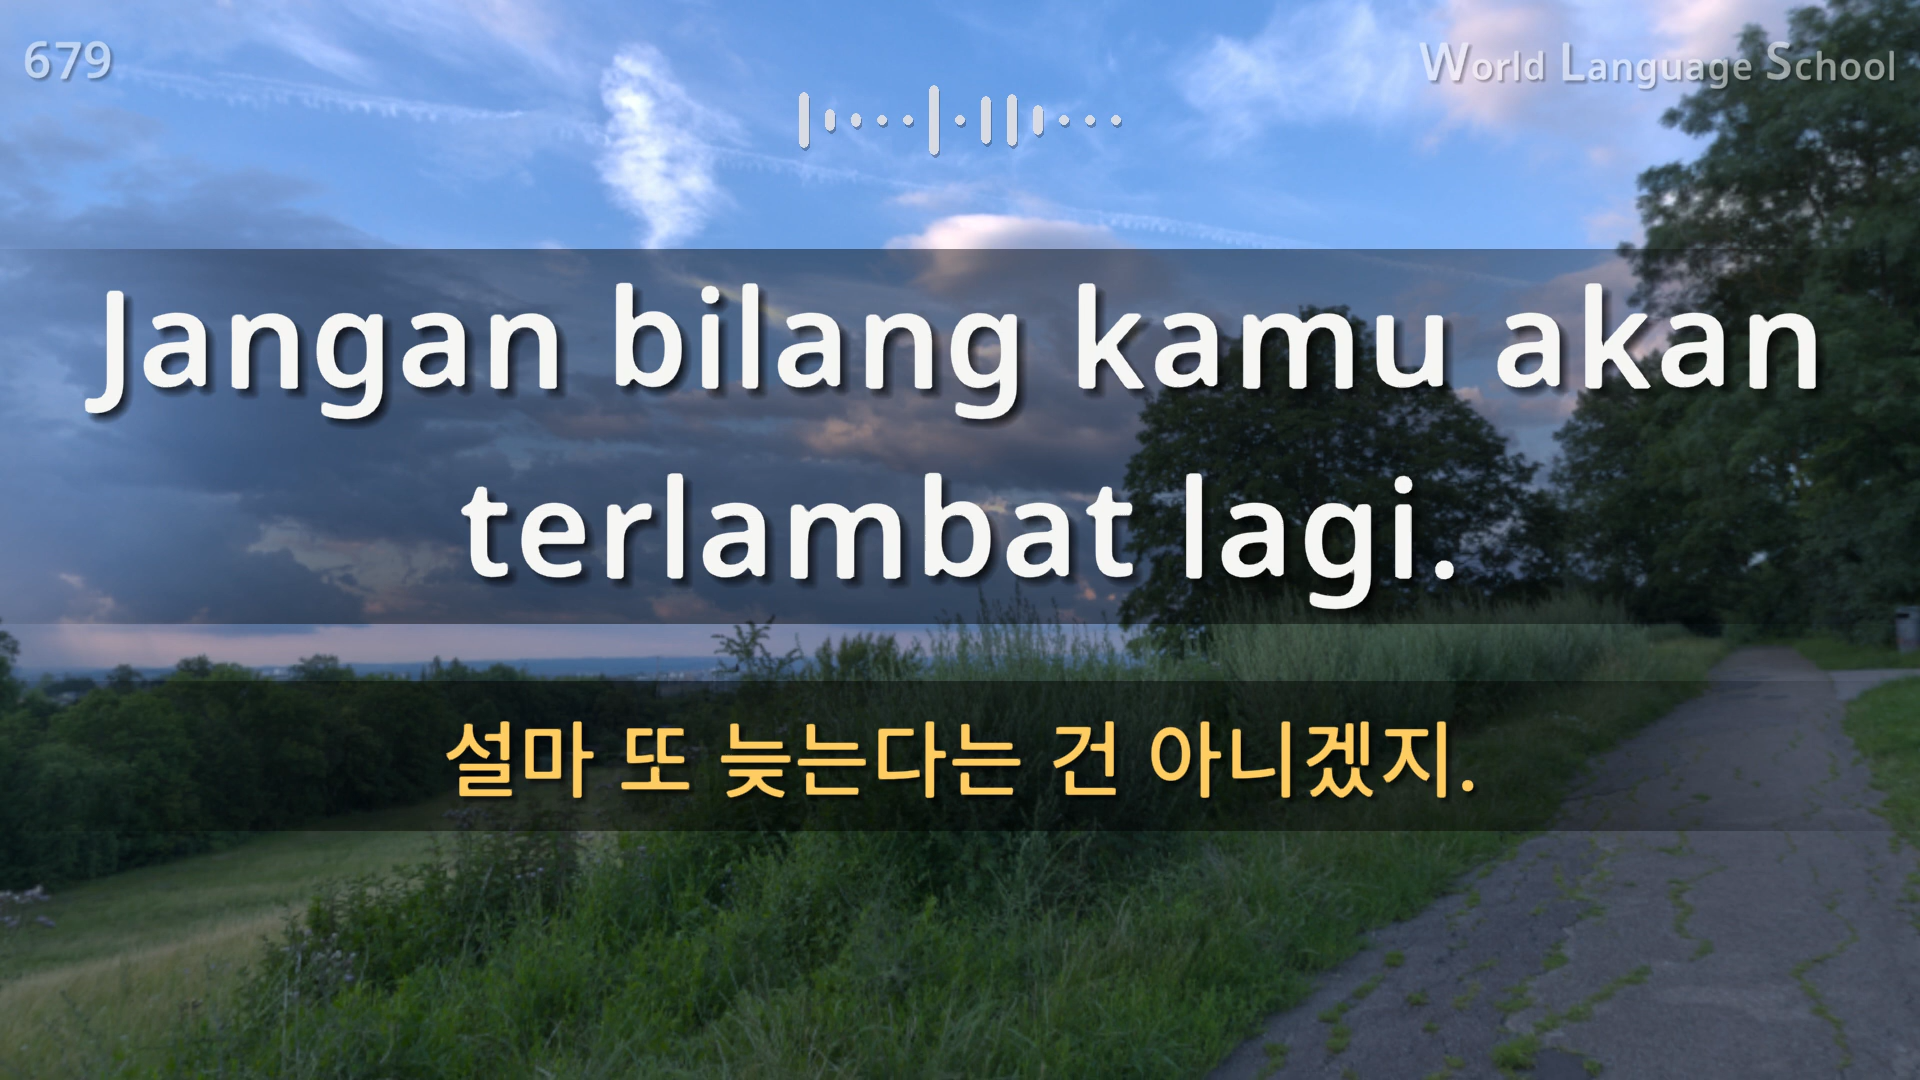 679
World Language School
Jangan bilang kamu akan
terlambat lagi.
설마 또 늦는다는 건 아니겠지.